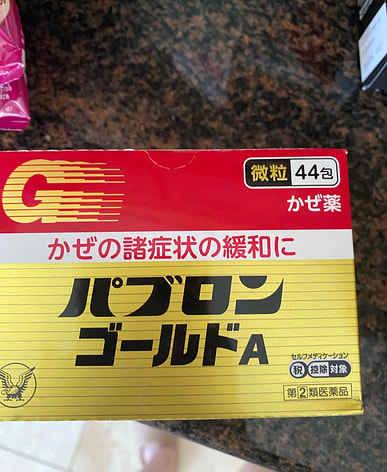 G
微粒 44包
かぜ薬
かぜの諸症状の緩和に
パブロン
ゴールドA
セルフメディケーション
税 控除 対象
指定②類医薬品